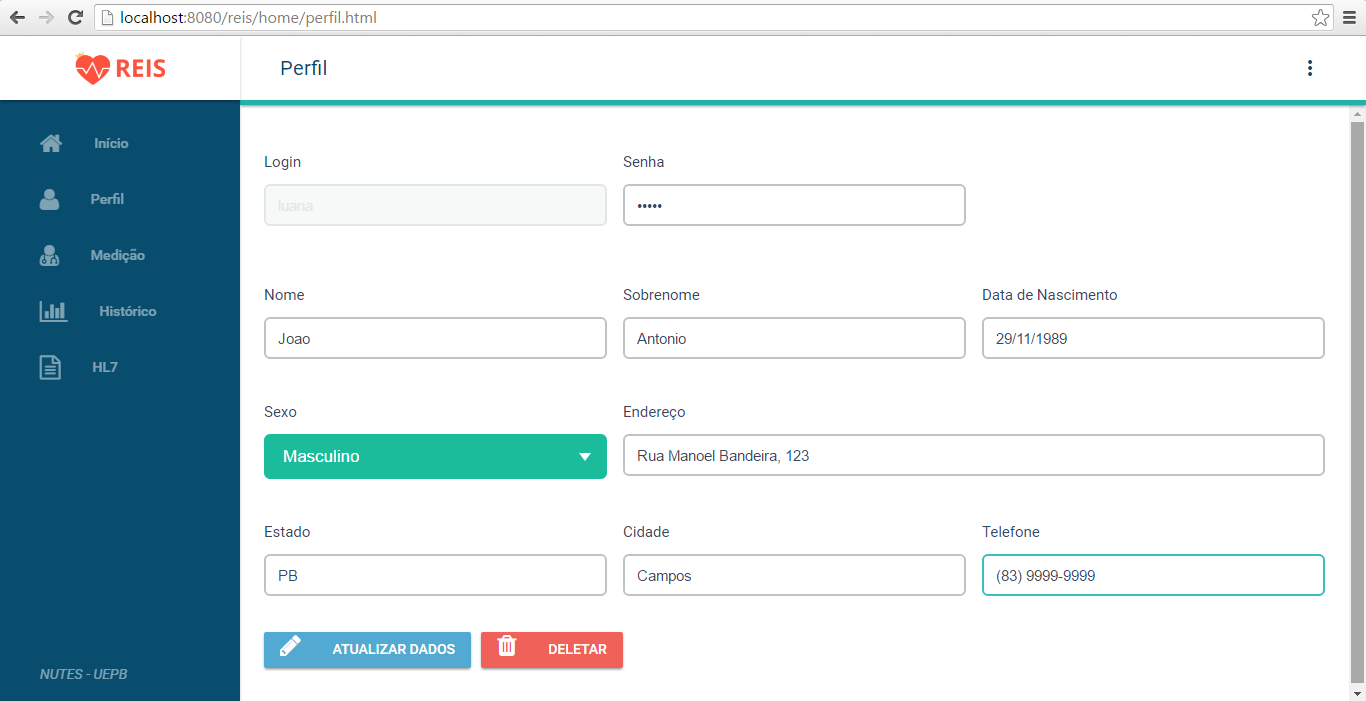 localhost:8080/reis/home/perfil.html
REIS
Perfil
Início
Perfil
Medição
Histórico
HL7
NUTES - UEPB
Login
Senha
luana
•••••
Nome
Sobrenome
Data de Nascimento
Joao
Antonio
29/11/1989
Sexo
Endereço
Masculino
Rua Manoel Bandeira, 123
Estado
Cidade
Telefone
PB
Campos
(83) 9999-9999
ATUALIZAR DADOS
DELETAR